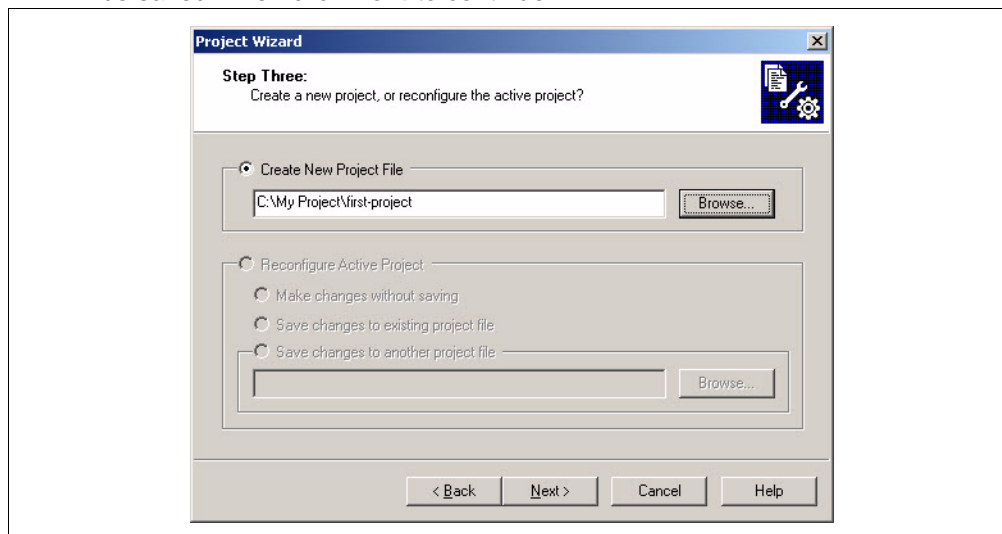 Project Wizard
Step Three:
Create a new project, or reconfigure the active project?
Create New Project File
C:\My Project\first-project
Browse...
Reconfigure Active Project
Make changes without saving
Save changes to existing project file
Save changes to another project file
Browse...
< Back
Next >
Cancel
Help